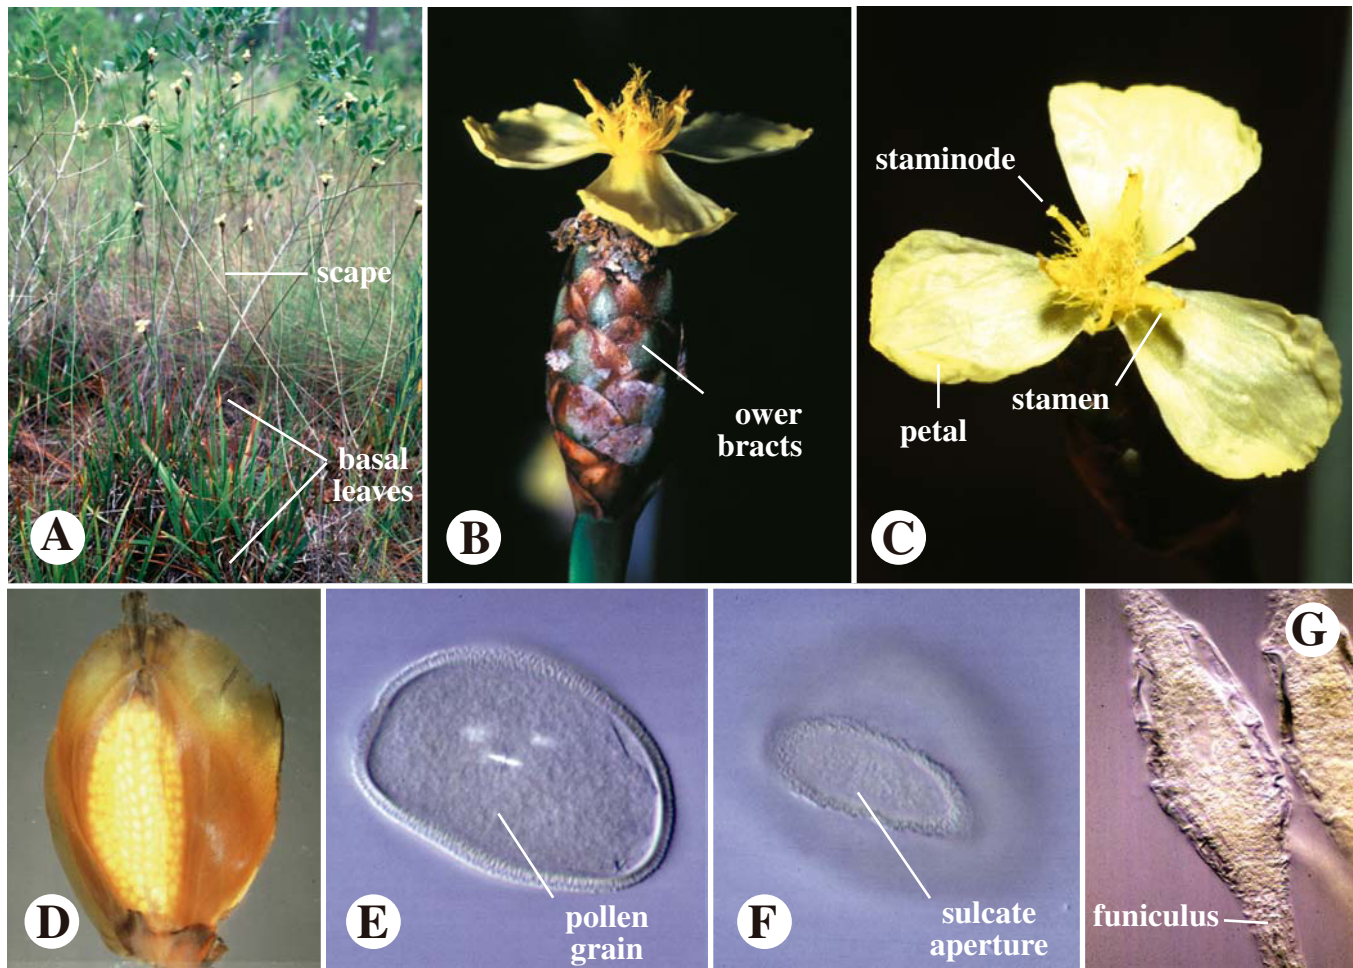 scape
basal
leaves
A
ower
bracts
B
staminode
petal
stamen
C
D
pollen
grain
E
sulcate
aperture
F
G
funiculus